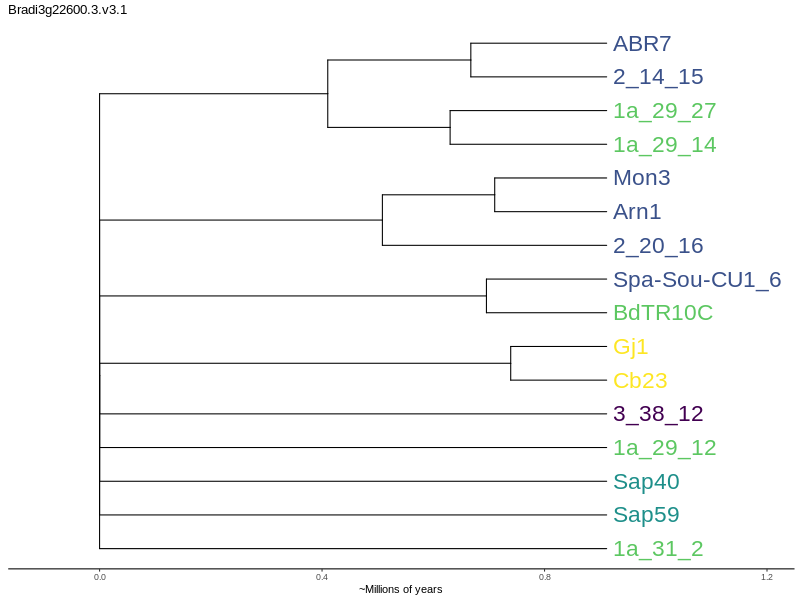 Bradi3g22600.3.v3.1
ABR7
2_14_15
1a_29_27
1a_29_14
Mon3
Arn1
2_20_16
Spa-Sou-CU1_6
BdTR10C
Gj1
Cb23
3_38_12
1a_29_12
Sap40
Sap59
1a_31_2
0.0 0.4 0.8 1.2
~Millions of years